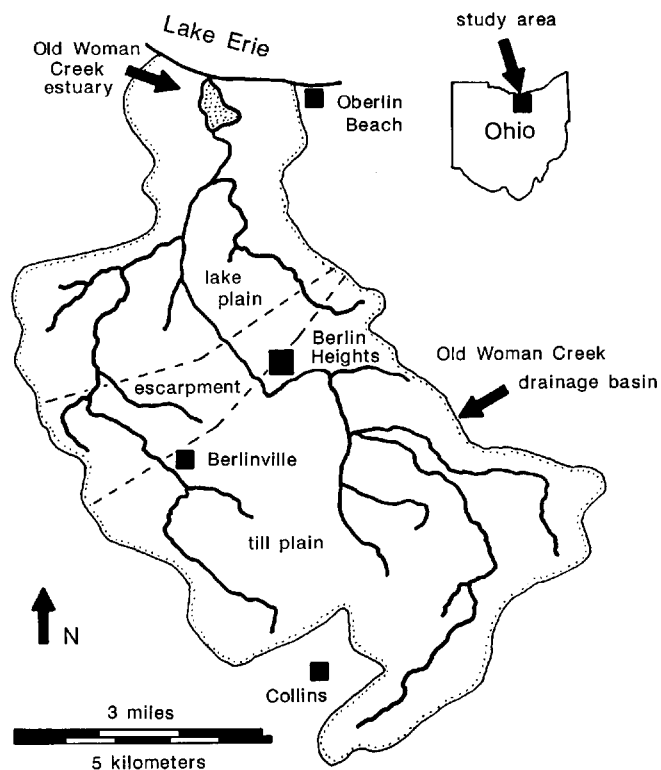 Lake Erie
study area
Old Woman
Creek
estuary
Oberlin
Beach
Ohio
lake
plain
Berlin
Heights
Old Woman Creek
drainage basin
escarpment
Berlinville
till plain
N
Collins
3 miles
5 kilometers